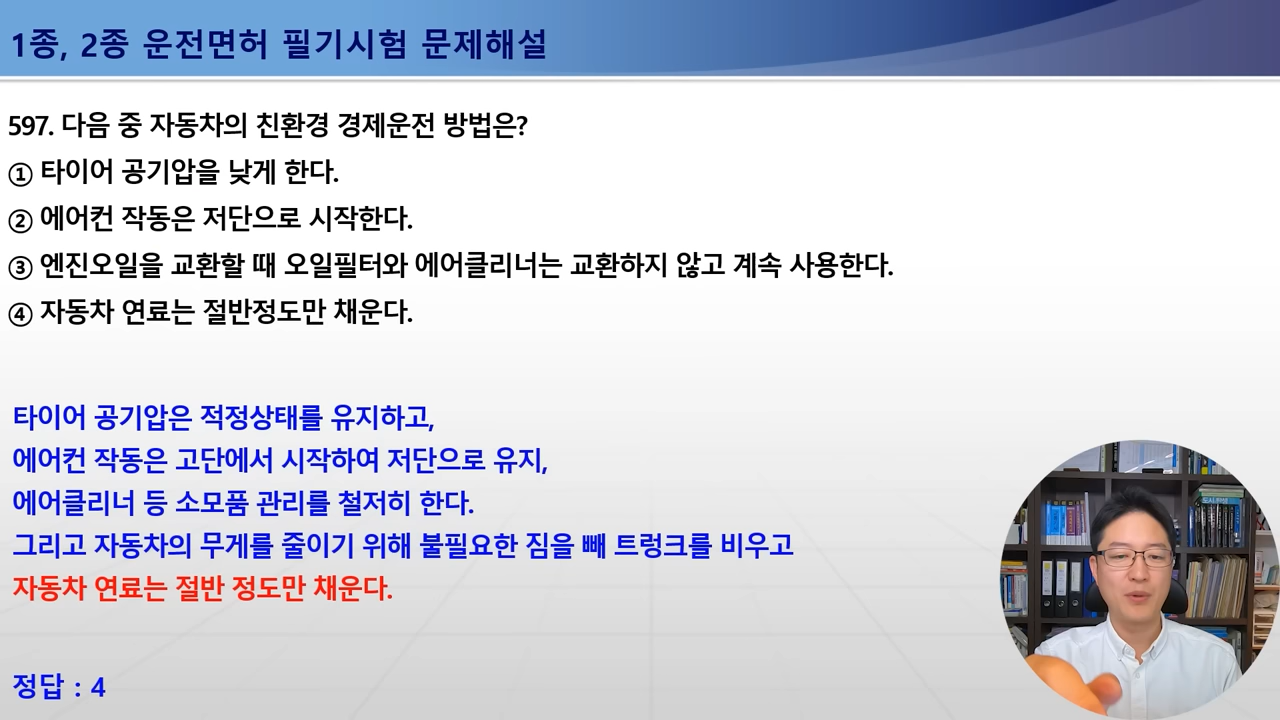 1종, 2종 운전면허 필기시험 문제해설
597. 다음 중 자동차의 친환경 경제운전 방법은?
① 타이어 공기압을 낮게 한다.
② 에어컨 작동은 저단으로 시작한다.
③ 엔진오일을 교환할 때 오일필터와 에어클리너는 교환하지 않고 계속 사용한다.
④ 자동차 연료는 절반정도만 채운다.
타이어 공기압은 적정상태를 유지하고,
에어컨 작동은 고단에서 시작하여 저단으로 유지,
에어클리너 등 소모품 관리를 철저히 한다.
그리고 자동차의 무게를 줄이기 위해 불필요한 짐을 빼 트렁크를 비우고
자동차 연료는 절반 정도만 채운다.
정답 : 4